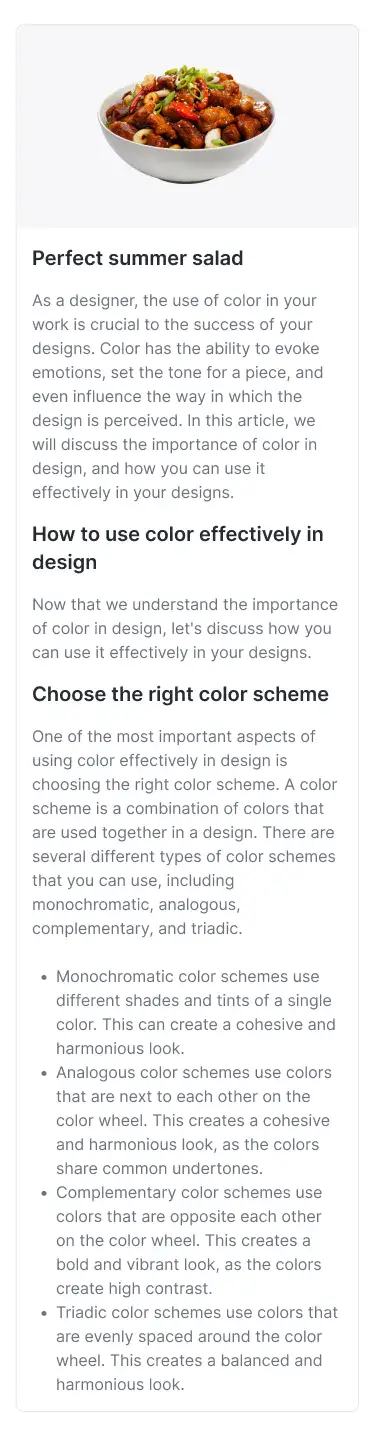 Perfect summer salad
As a designer, the use of color in your
work is crucial to the success of your
designs. Color has the ability to evoke
emotions, set the tone for a piece, and
even influence the way in which the
design is perceived. In this article, we
will discuss the importance of color in
design, and how you can use it
effectively in your designs.
How to use color effectively in
design
Now that we understand the importance
of color in design, let's discuss how you
can use it effectively in your designs.
Choose the right color scheme
One of the most important aspects of
using color effectively in design is
choosing the right color scheme. A color
scheme is a combination of colors that
are used together in a design. There are
several different types of color schemes
that you can use, including
monochromatic, analogous,
complementary, and triadic.
• Monochromatic color schemes use
different shades and tints of a single
color. This can create a cohesive and
harmonious look.
• Analogous color schemes use colors
that are next to each other on the
color wheel. This creates a cohesive
and harmonious look, as the colors
share common undertones.
• Complementary color schemes use
colors that are opposite each other
on the color wheel. This creates a
bold and vibrant look, as the colors
create high contrast.
• Triadic color schemes use colors that
are evenly spaced around the color
wheel. This creates a balanced and
harmonious look.